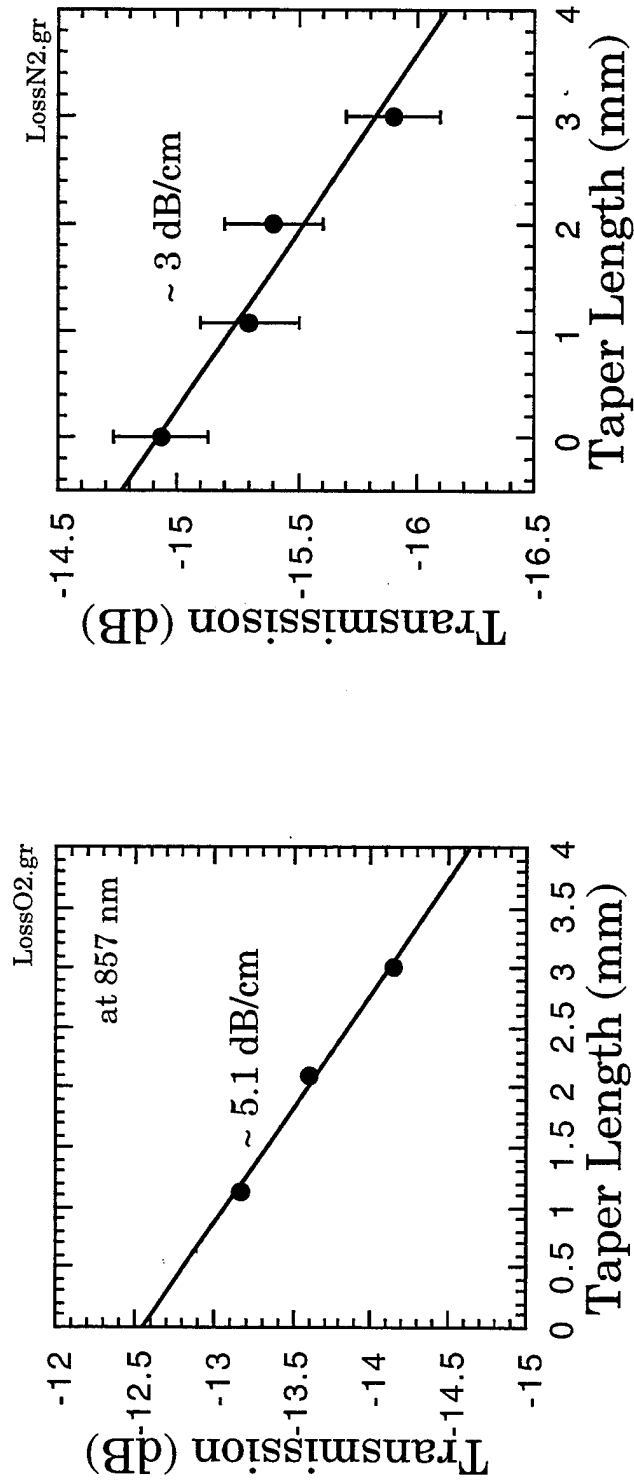 LossO2.gr
at 857 nm
~ 5.1 dB/cm
Transmission (dB)
-12
-12.5
-13
-13.5
-14
-14.5
-15
0 0.5 1 1.5 2 2.5 3 3.5 4
Taper Length (mm)
LossN2.gr
~ 3 dB/cm
Transmissison (dB)
-14.5
-15
-15.5
-16
-16.5
0 1 2 3 4
Taper Length (mm)